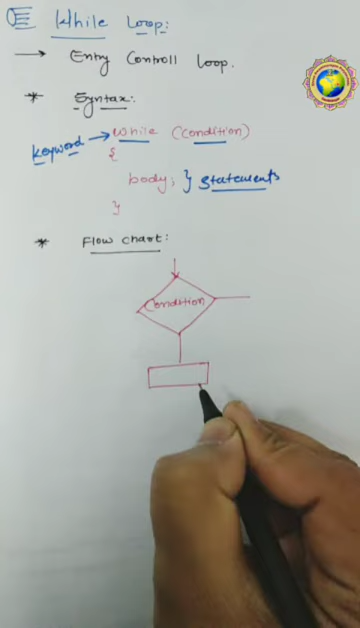 While Loop:
→ Entry Controll Loop.
* Syntax:
keyword → while (condition)
{
body; } statements
}
* Flow chart:
Condition